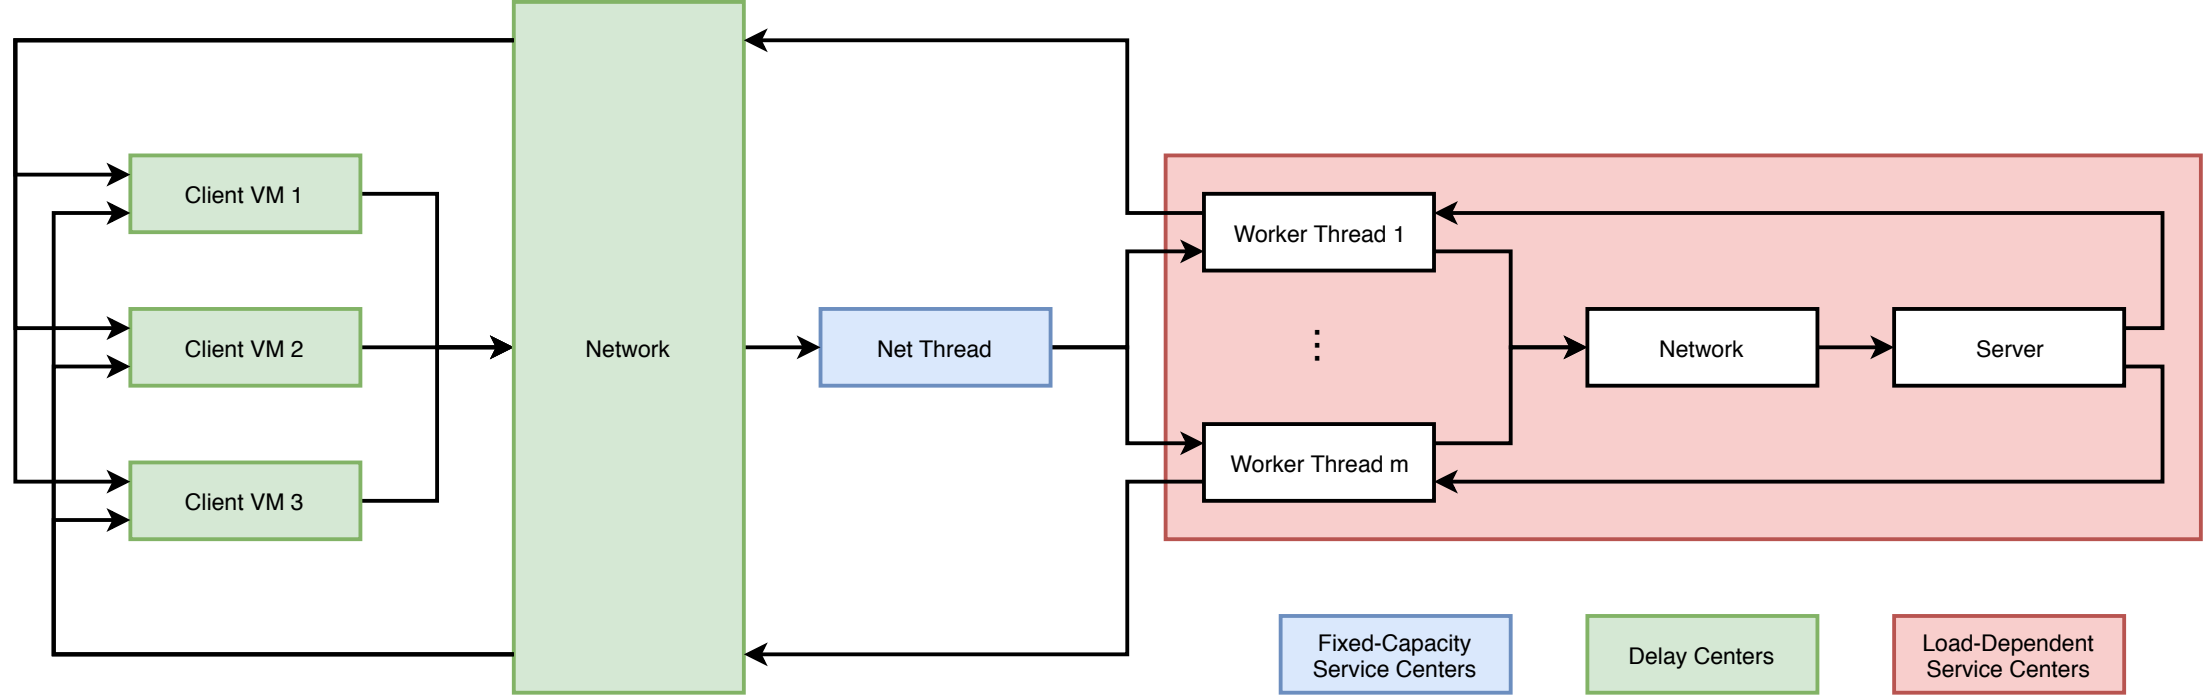 Client VM 1
Client VM 2
Client VM 3
Network
Net Thread
Worker Thread 1
⋮
Worker Thread m
Network
Server
Fixed-Capacity
Service Centers
Delay Centers
Load-Dependent
Service Centers